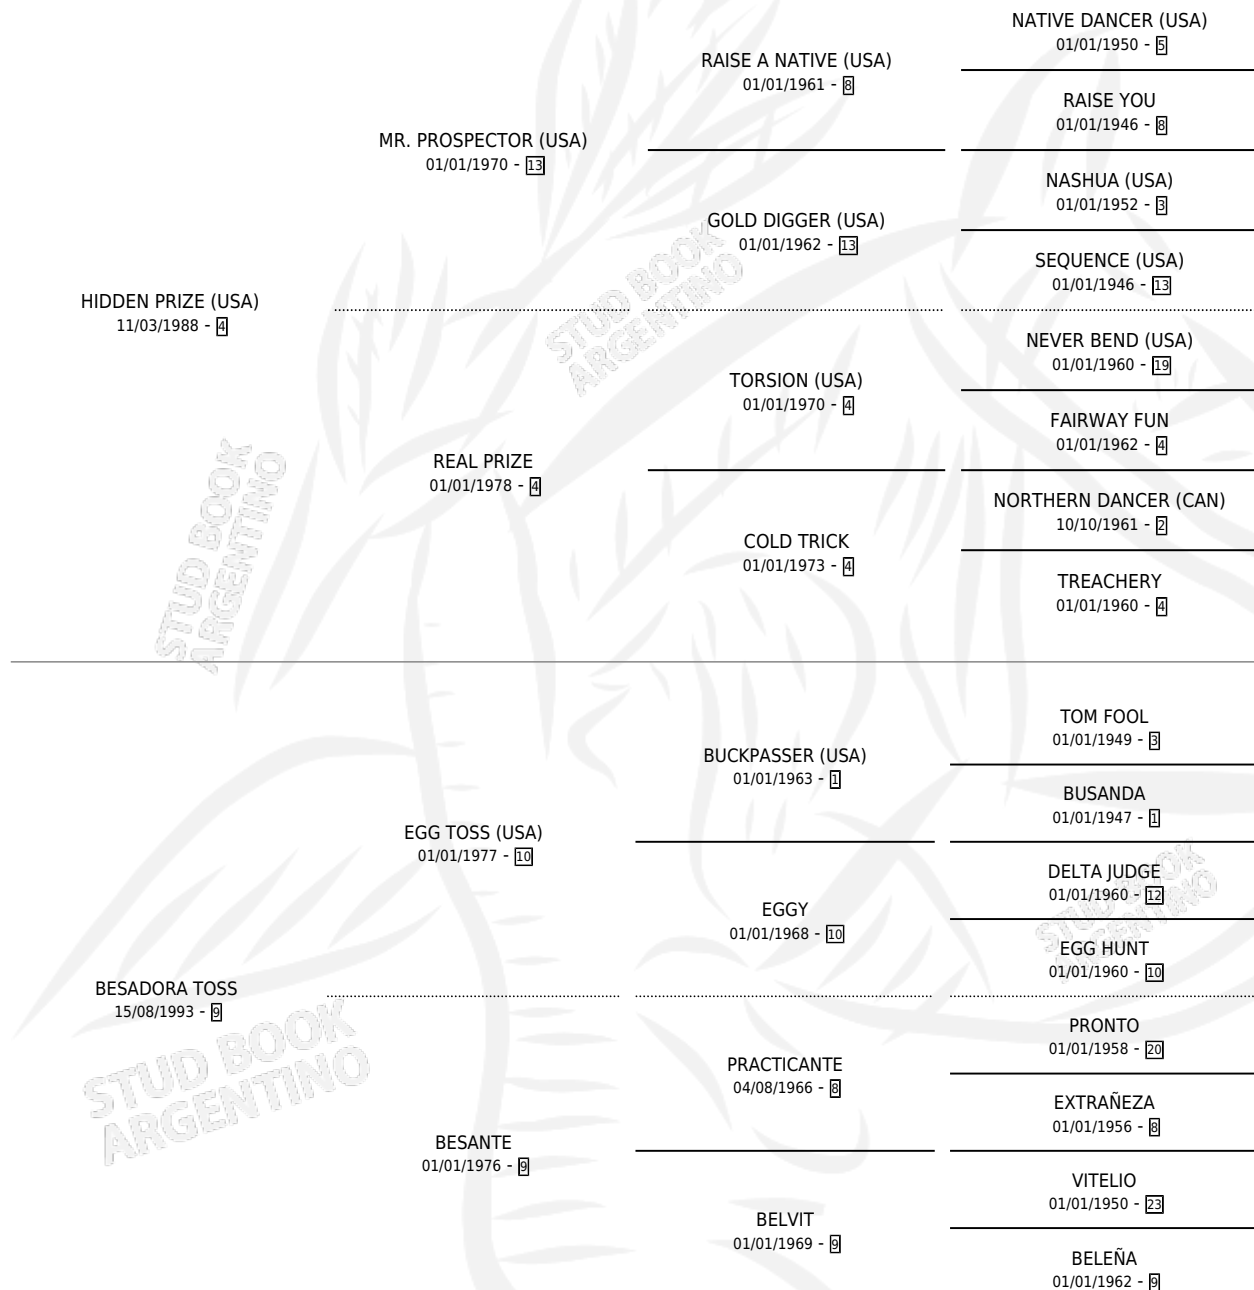 NATIVE DANCER (USA)
01/01/1950 - 5
RAISE A NATIVE (USA)
01/01/1961 - 8
RAISE YOU
01/01/1946 - 8
MR. PROSPECTOR (USA)
01/01/1970 - 13
NASHUA (USA)
01/01/1952 - 3
GOLD DIGGER (USA)
01/01/1962 - 13
SEQUENCE (USA)
01/01/1946 - 13
HIDDEN PRIZE (USA)
11/03/1988 - 4
NEVER BEND (USA)
01/01/1960 - 19
TORSION (USA)
01/01/1970 - 4
FAIRWAY FUN
01/01/1962 - 4
REAL PRIZE
01/01/1978 - 4
NORTHERN DANCER (CAN)
10/10/1961 - 2
COLD TRICK
01/01/1973 - 4
TREACHERY
01/01/1960 - 4
TOM FOOL
01/01/1949 - 3
BUCKPASSER (USA)
01/01/1963 - 1
BUSANDA
01/01/1947 - 1
EGG TOSS (USA)
01/01/1977 - 10
DELTA JUDGE
01/01/1960 - 12
EGGY
01/01/1968 - 10
EGG HUNT
01/01/1960 - 10
BESADORA TOSS
15/08/1993 - 9
PRONTO
01/01/1958 - 20
PRACTICANTE
04/08/1966 - 8
EXTRAÑEZA
01/01/1956 - 8
BESANTE
01/01/1976 - 9
VITELIO
01/01/1950 - 23
BELVIT
01/01/1969 - 9
BELEÑA
01/01/1962 - 9
STUD BOOK
ARGENTINO
STUD BOOK
ARGENTINO
STUD BOOK
ARGENTINO
STUD BOOK
ARGENTINO